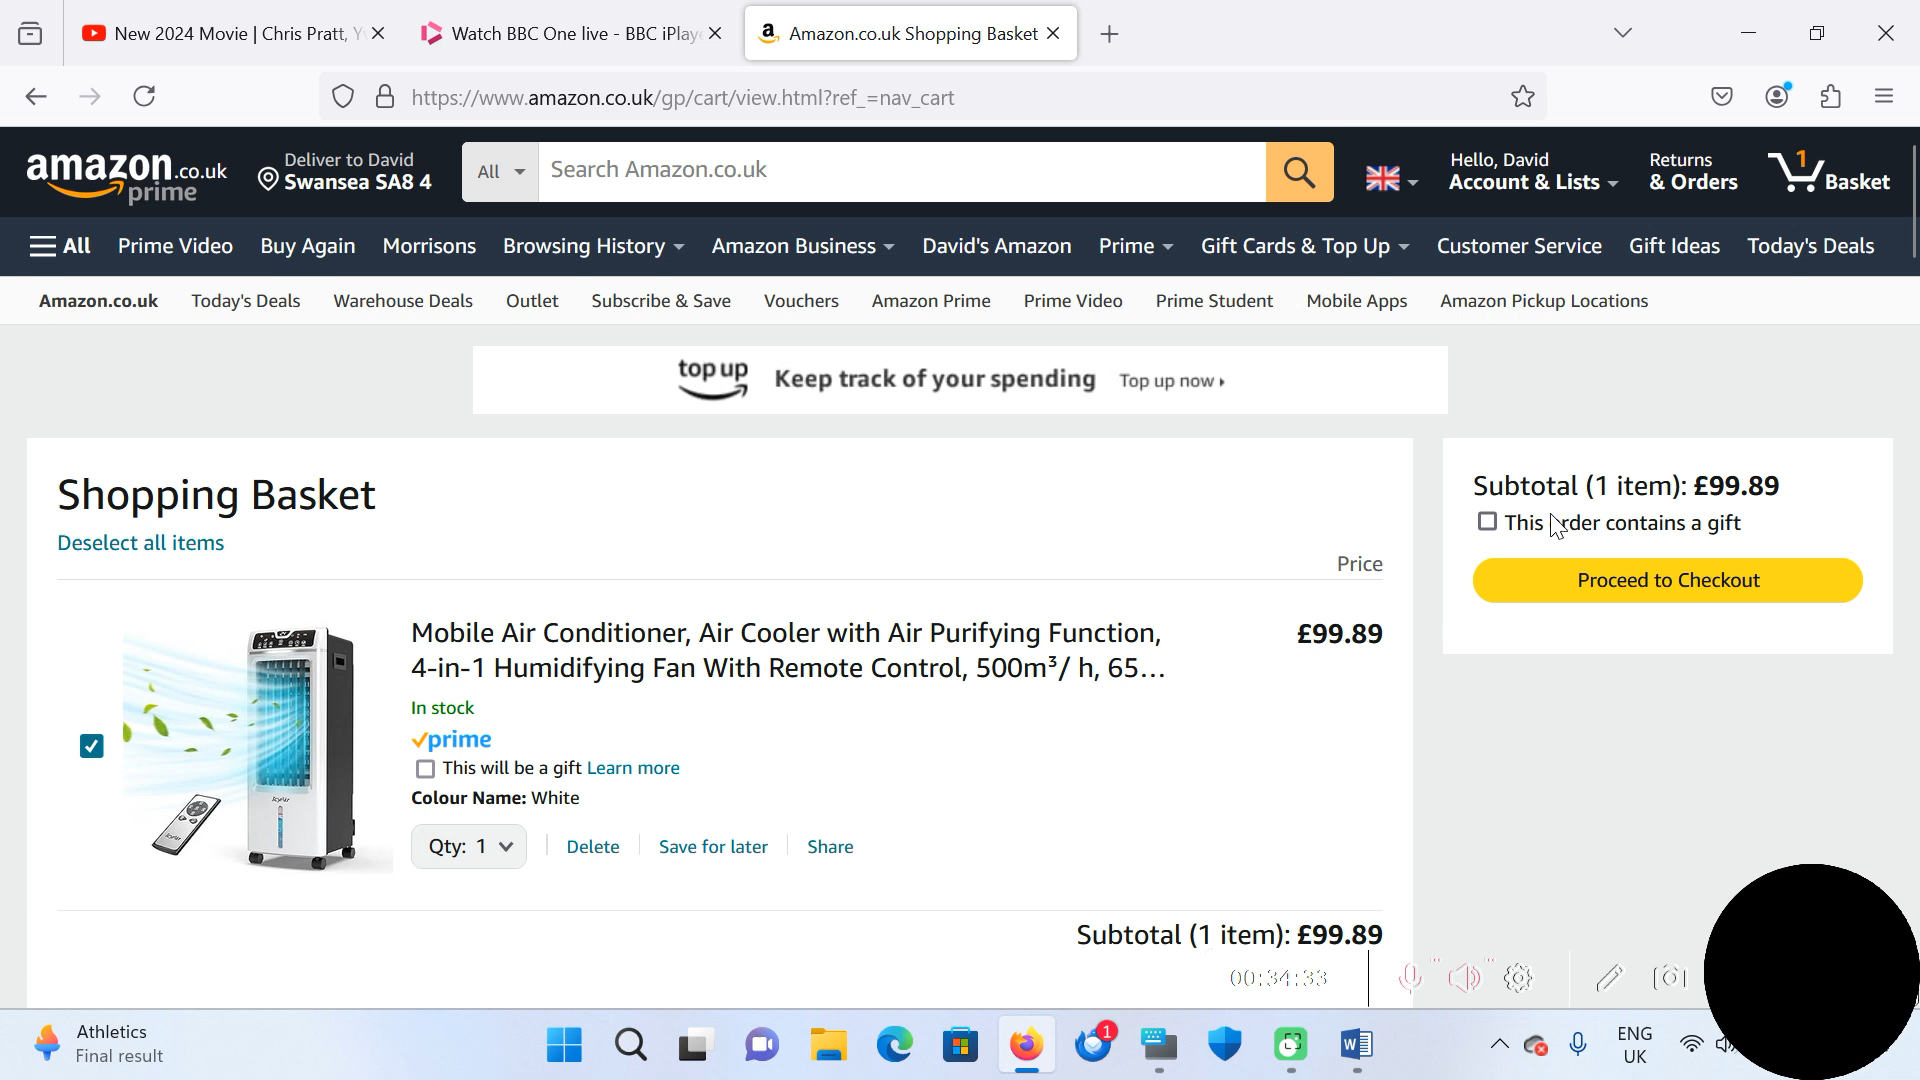 New 2024 Movie | Chris Pratt, Y
Watch BBC One live - BBC iPlaye
Amazon.co.uk Shopping Basket
https://www.amazon.co.uk/gp/cart/view.html?ref_=nav_cart
amazon.co.uk
prime
Deliver to David
Swansea SA8 4
All
Search Amazon.co.uk
Hello, David
Account & Lists
Returns
& Orders
1
Basket
All Prime Video Buy Again Morrisons Browsing History Amazon Business David's Amazon Prime Gift Cards & Top Up Customer Service Gift Ideas Today's Deals
Amazon.co.uk Today's Deals Warehouse Deals Outlet Subscribe & Save Vouchers Amazon Prime Prime Video Prime Student Mobile Apps Amazon Pickup Locations
top up Keep track of your spending Top up now
Shopping Basket
Deselect all items
Price
Mobile Air Conditioner, Air Cooler with Air Purifying Function,
4-in-1 Humidifying Fan With Remote Control, 500m³/ h, 65...
£99.89
In stock
prime
This will be a gift Learn more
Colour Name: White
Qty: 1 Delete Save for later Share
Subtotal (1 item): £99.89
Subtotal (1 item): £99.89
This order contains a gift
Proceed to Checkout
00:34:33
Athletics
Final result
1
ENG
UK